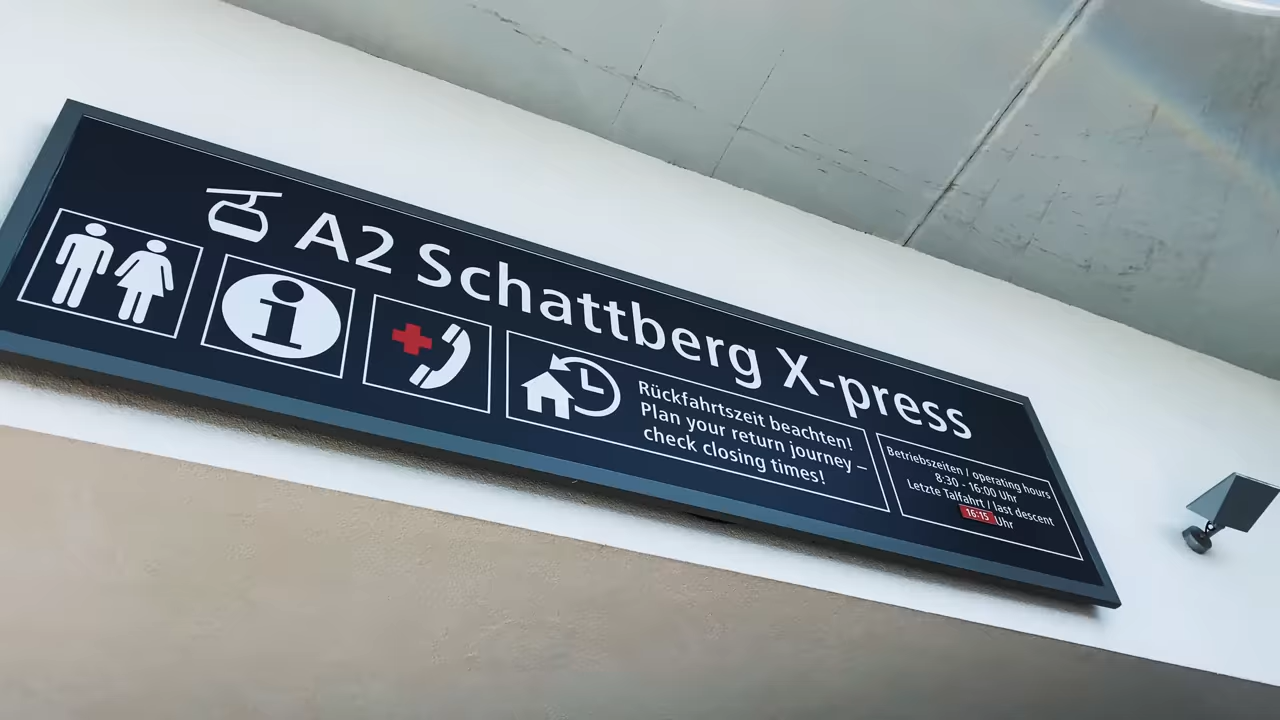 A2 Schattberg X-press
Rückfahrtszeit beachten!
Plan your return journey –
check closing times!
Betriebszeiten / operating hours
8:30 - 16:00 Uhr
Letzte Talfahrt / last descent
16:15 Uhr